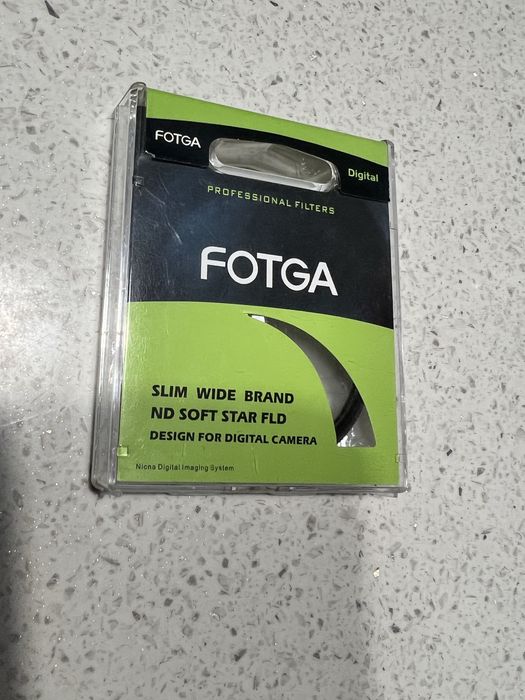 FOTGA
Digital
PROFESSIONAL FILTERS
FOTGA
SLIM WIDE BRAND
ND SOFT STAR FLD
DESIGN FOR DIGITAL CAMERA
Nicna Digital Imaging System